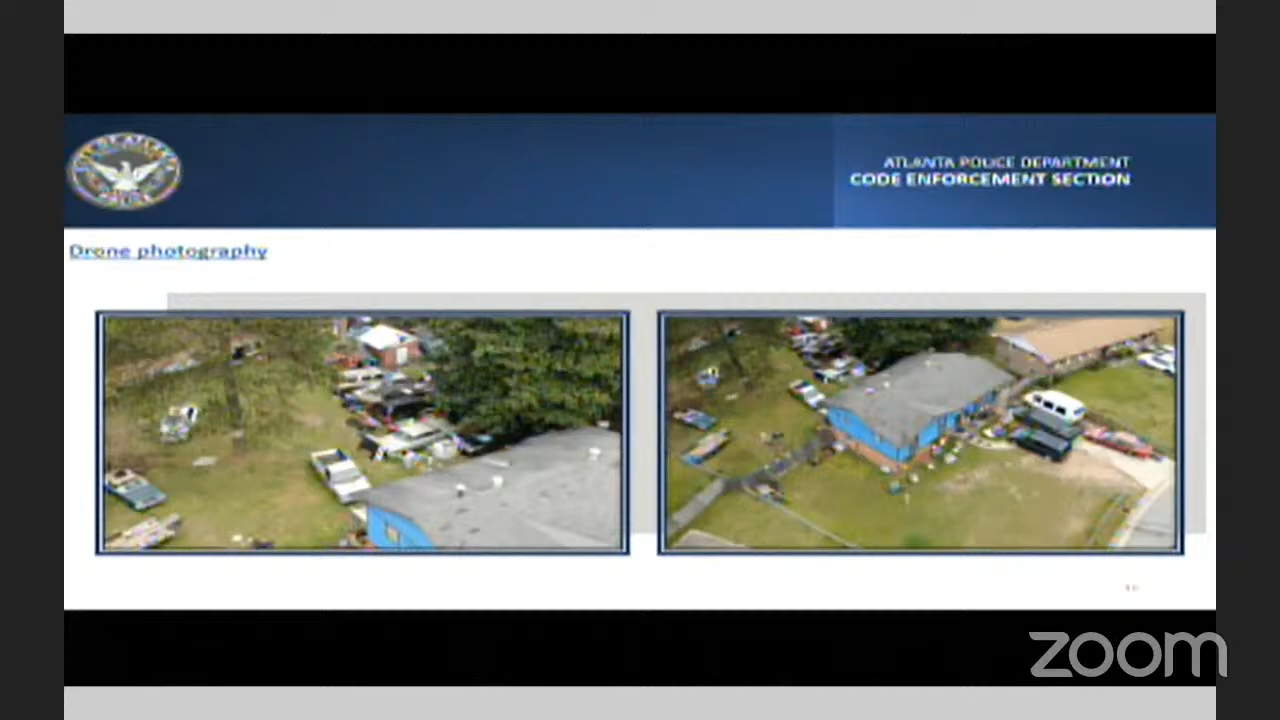 ATLANTA POLICE DEPARTMENT
CODE ENFORCEMENT SECTION
Drone photography
zoom